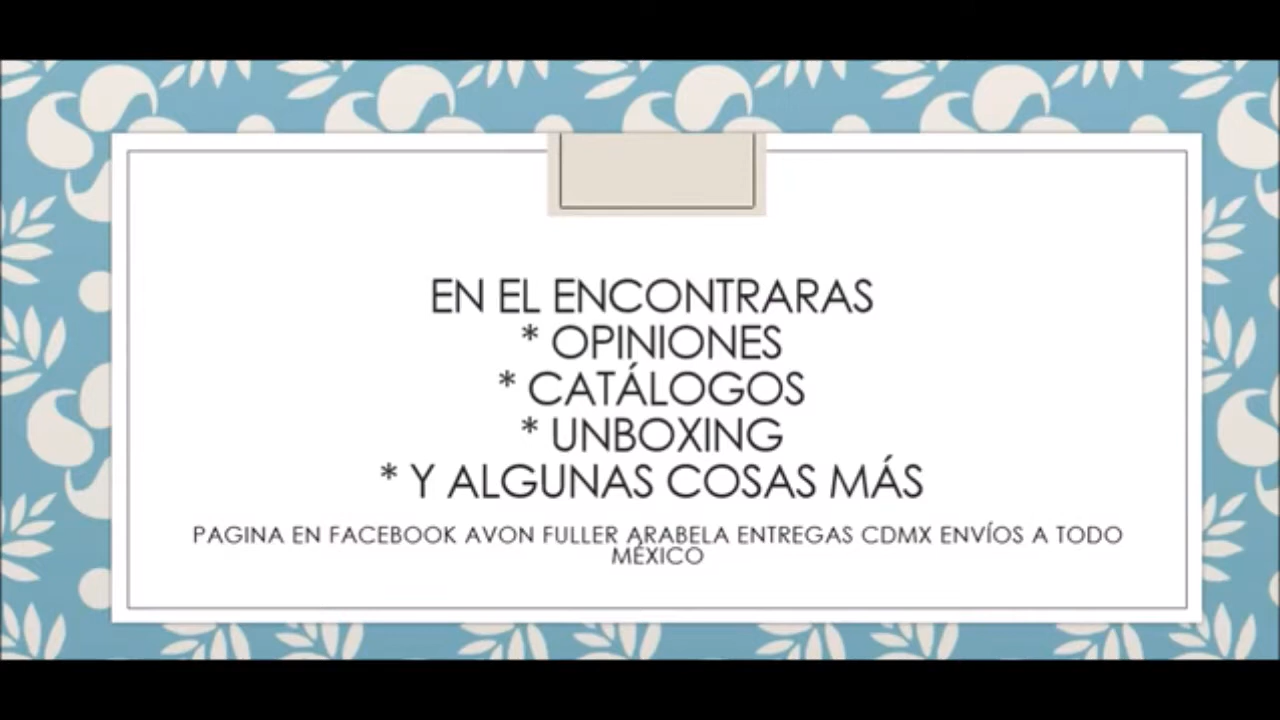 EN EL ENCONTRARAS
* OPINIONES
* CATÁLOGOS
* UNBOXING
* Y ALGUNAS COSAS MÁS
PAGINA EN FACEBOOK AVON FULLER ARABELA ENTREGAS CDMX ENVÍOS A TODO
MÉXICO